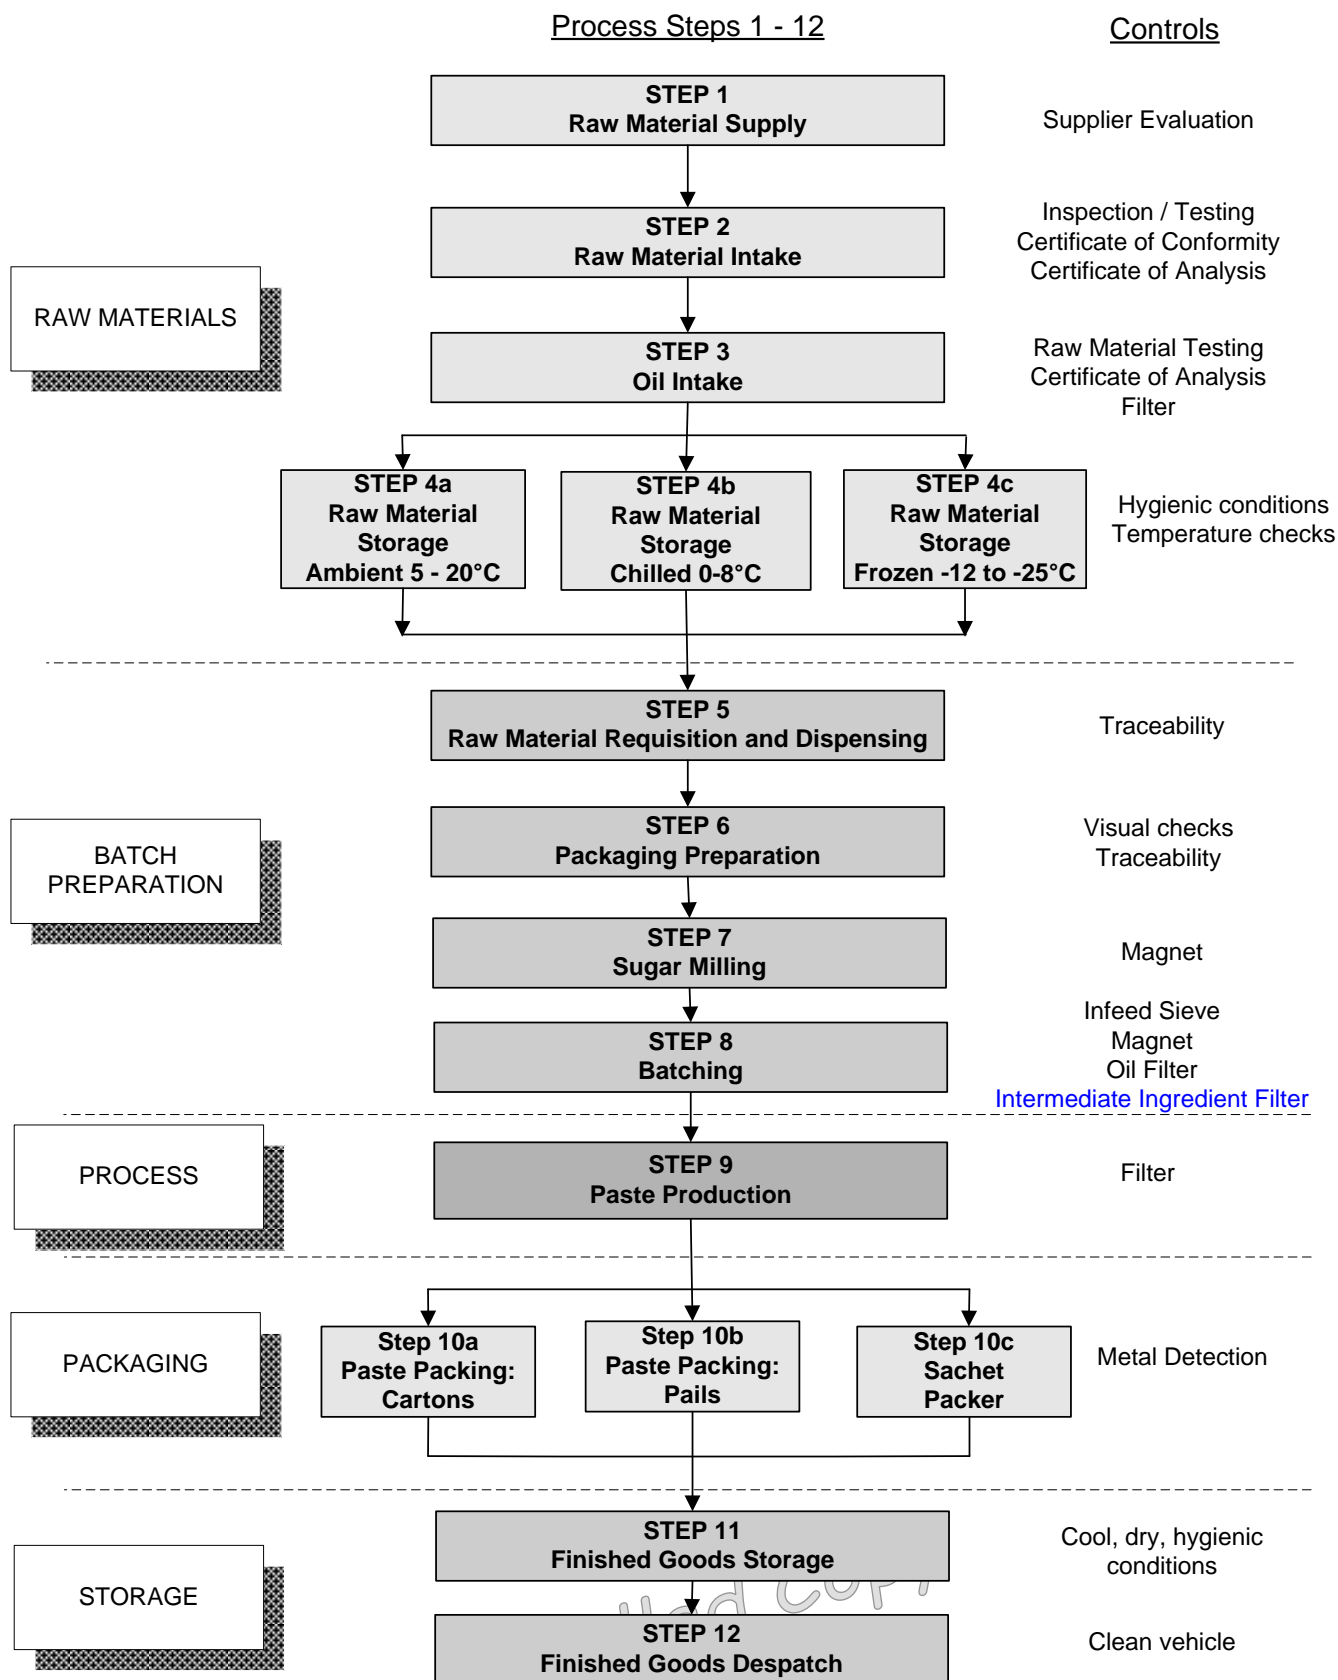 Process Steps 1 - 12
Controls
STEP 1
Raw Material Supply
Supplier Evaluation
STEP 2
Raw Material Intake
Inspection / Testing
Certificate of Conformity
Certificate of Analysis
RAW MATERIALS
STEP 3
Oil Intake
Raw Material Testing
Certificate of Analysis
Filter
STEP 4a
Raw Material
Storage
Ambient 5 - 20°C
STEP 4b
Raw Material
Storage
Chilled 0-8°C
STEP 4c
Raw Material
Storage
Frozen -12 to -25°C
Hygienic conditions
Temperature checks
STEP 5
Raw Material Requisition and Dispensing
Traceability
BATCH
PREPARATION
STEP 6
Packaging Preparation
Visual checks
Traceability
STEP 7
Sugar Milling
Magnet
STEP 8
Batching
Infeed Sieve
Magnet
Oil Filter
Intermediate Ingredient Filter
PROCESS
STEP 9
Paste Production
Filter
PACKAGING
Step 10a
Paste Packing:
Cartons
Step 10b
Paste Packing:
Pails
Step 10c
Sachet
Packer
Metal Detection
STORAGE
STEP 11
Finished Goods Storage
Cool, dry, hygienic
conditions
Copy
STEP 12
Finished Goods Despatch
Clean vehicle